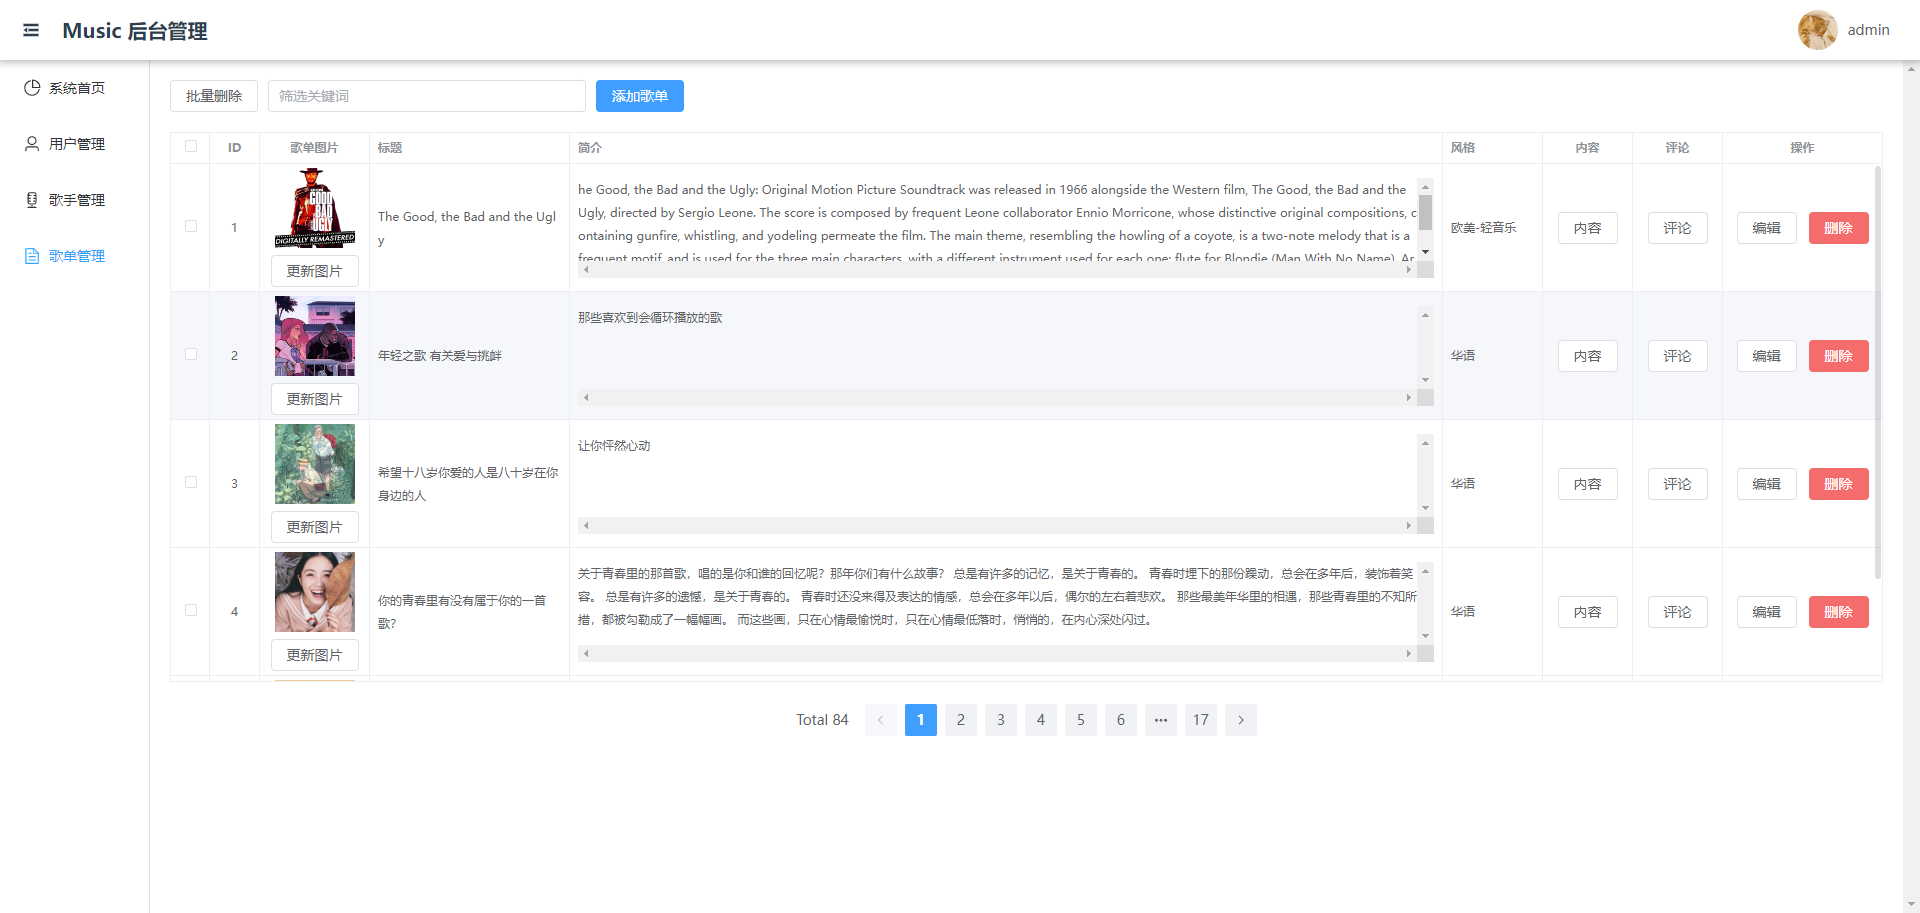 Music 后台管理
admin
系统首页
用户管理
歌手管理
歌单管理
批量删除
筛选关键词
添加歌单
ID
歌单图片
标题
简介
风格
内容
评论
操作
1
GOOD
BAD
UGLY
DIGITALLY REMASTERED
更新图片
The Good, the Bad and the Ugl
y
he Good, the Bad and the Ugly: Original Motion Picture Soundtrack was released in 1966 alongside the Western film, The Good, the Bad and the
Ugly, directed by Sergio Leone. The score is composed by frequent Leone collaborator Ennio Morricone, whose distinctive original compositions, c
ontaining gunfire, whistling, and yodeling permeate the film. The main theme, resembling the howling of a coyote, is a two-note melody that is a
frequent motif, and is used for the three main characters, with a different instrument used for each one: flute for Blondie (Man With No Name), Ar
欧美-轻音乐
内容
评论
编辑
删除
2
更新图片
年轻之歌 有关爱与挑衅
那些喜欢到会循环播放的歌
华语
内容
评论
编辑
删除
3
更新图片
希望十八岁你爱的人是八十岁在你
身边的人
让你怦然心动
华语
内容
评论
编辑
删除
4
更新图片
你的青春里有没有属于你的一首
歌？
关于青春里的那首歌，唱的是你和谁的回忆呢？那年你们有什么故事？ 总是有许多的记忆，是关于青春的。 青春时埋下的那份躁动，总会在多年后，装饰着笑
容。 总是有许多的遗憾，是关于青春的。 青春时还没来得及表达的情感，总会在多年以后，偶尔的左右着悲欢。 那些最美年华里的相遇，那些青春里的不知所
措，都被勾勒成了一幅幅画。 而这些画，只在心情最愉悦时，只在心情最低落时，悄悄的，在内心深处闪过。
华语
内容
评论
编辑
删除
Total 84
1
2
3
4
5
6
•••
17